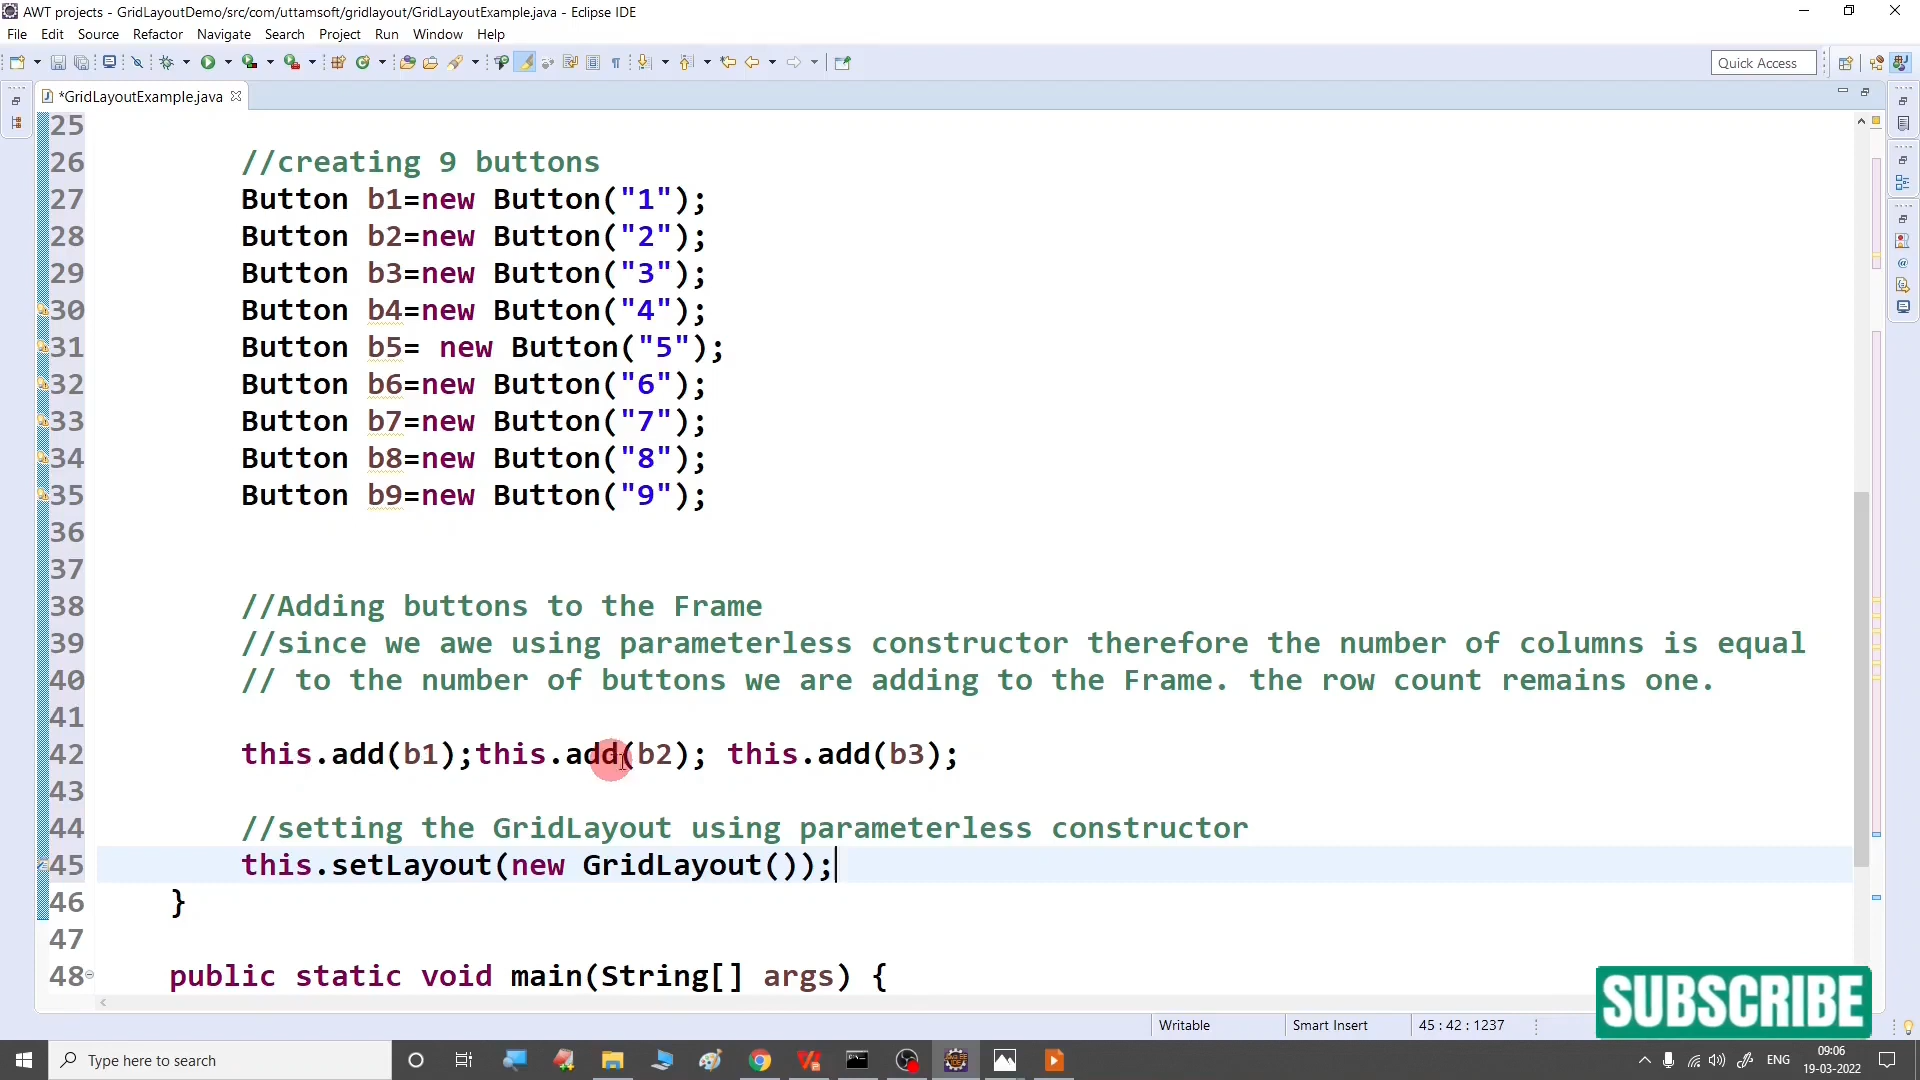 AWT projects - GridLayoutDemo/src/com/uttamsoft/gridlayout/GridLayoutExample.java - Eclipse IDE
File Edit Source Refactor Navigate Search Project Run Window Help
Quick Access
*GridLayoutExample.java
25
26 //creating 9 buttons
27 Button b1=new Button("1");
28 Button b2=new Button("2");
29 Button b3=new Button("3");
30 Button b4=new Button("4");
31 Button b5= new Button("5");
32 Button b6=new Button("6");
33 Button b7=new Button("7");
34 Button b8=new Button("8");
35 Button b9=new Button("9");
36
37
38 //Adding buttons to the Frame
39 //since we awe using parameterless constructor therefore the number of columns is equal
40 // to the number of buttons we are adding to the Frame. the row count remains one.
41
42 this.add(b1);this.add(b2); this.add(b3);
43
44 //setting the GridLayout using parameterless constructor
45 this.setLayout(new GridLayout());
46 }
47
48 public static void main(String[] args) {
SUBSCRIBE
Writable Smart Insert 45 : 42 : 1237
Type here to search
ENG 09:06
19-03-2022